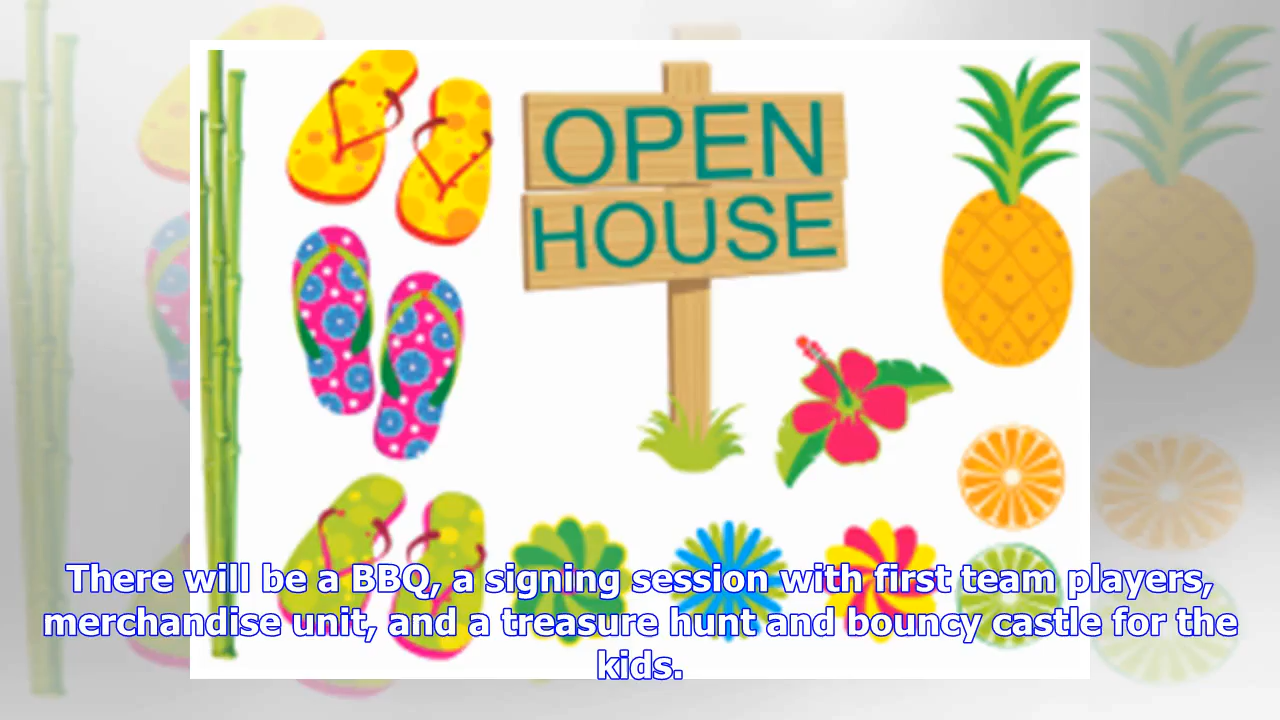 OPEN
HOUSE
There will be a BBQ, a signing session with first team players,
merchandise unit, and a treasure hunt and bouncy castle for the
kids.